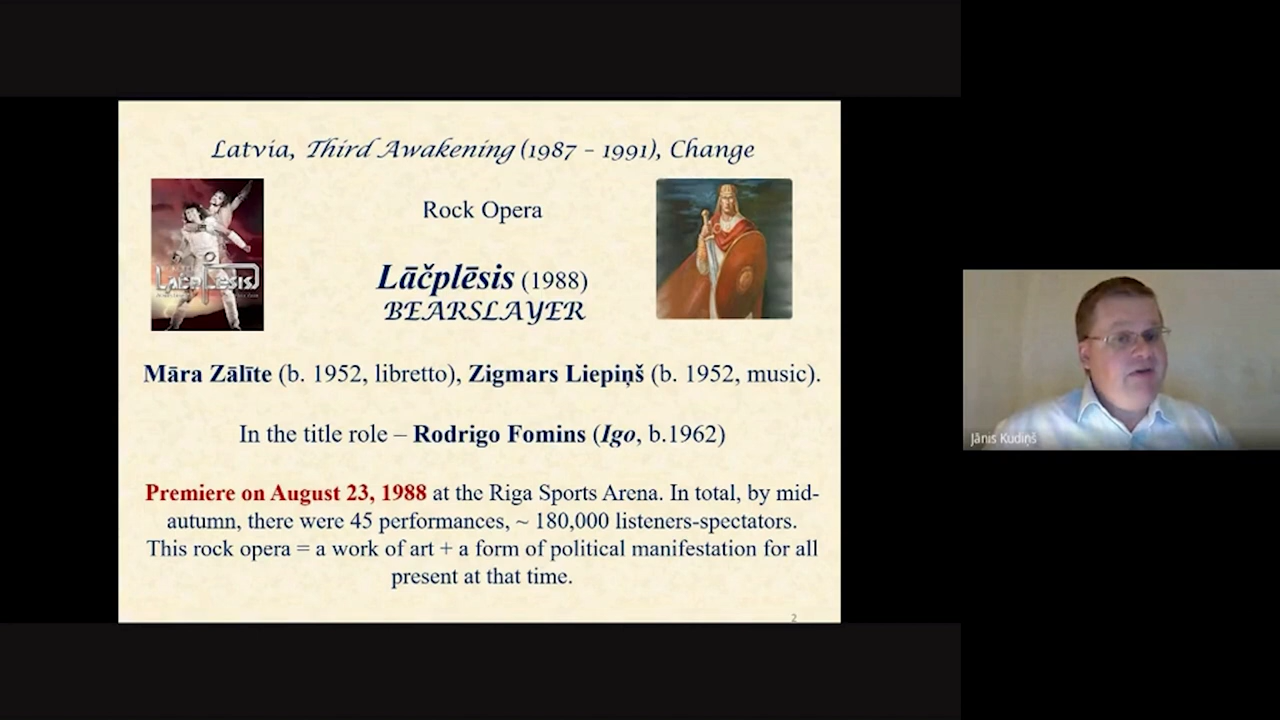 Latvia, Third Awakening (1987 – 1991), Change
Rock Opera
Lāčplēsis (1988)
BEARSLAYER
LāčPlēsis
Māra Zālīte (b. 1952, libretto), Zigmars Liepiņš (b. 1952, music).
In the title role – Rodrigo Fomins (Igo, b.1962)
Premiere on August 23, 1988 at the Riga Sports Arena. In total, by mid-
autumn, there were 45 performances, ~ 180,000 listeners-spectators.
This rock opera = a work of art + a form of political manifestation for all
present at that time.
2
Jānis Kudiņš